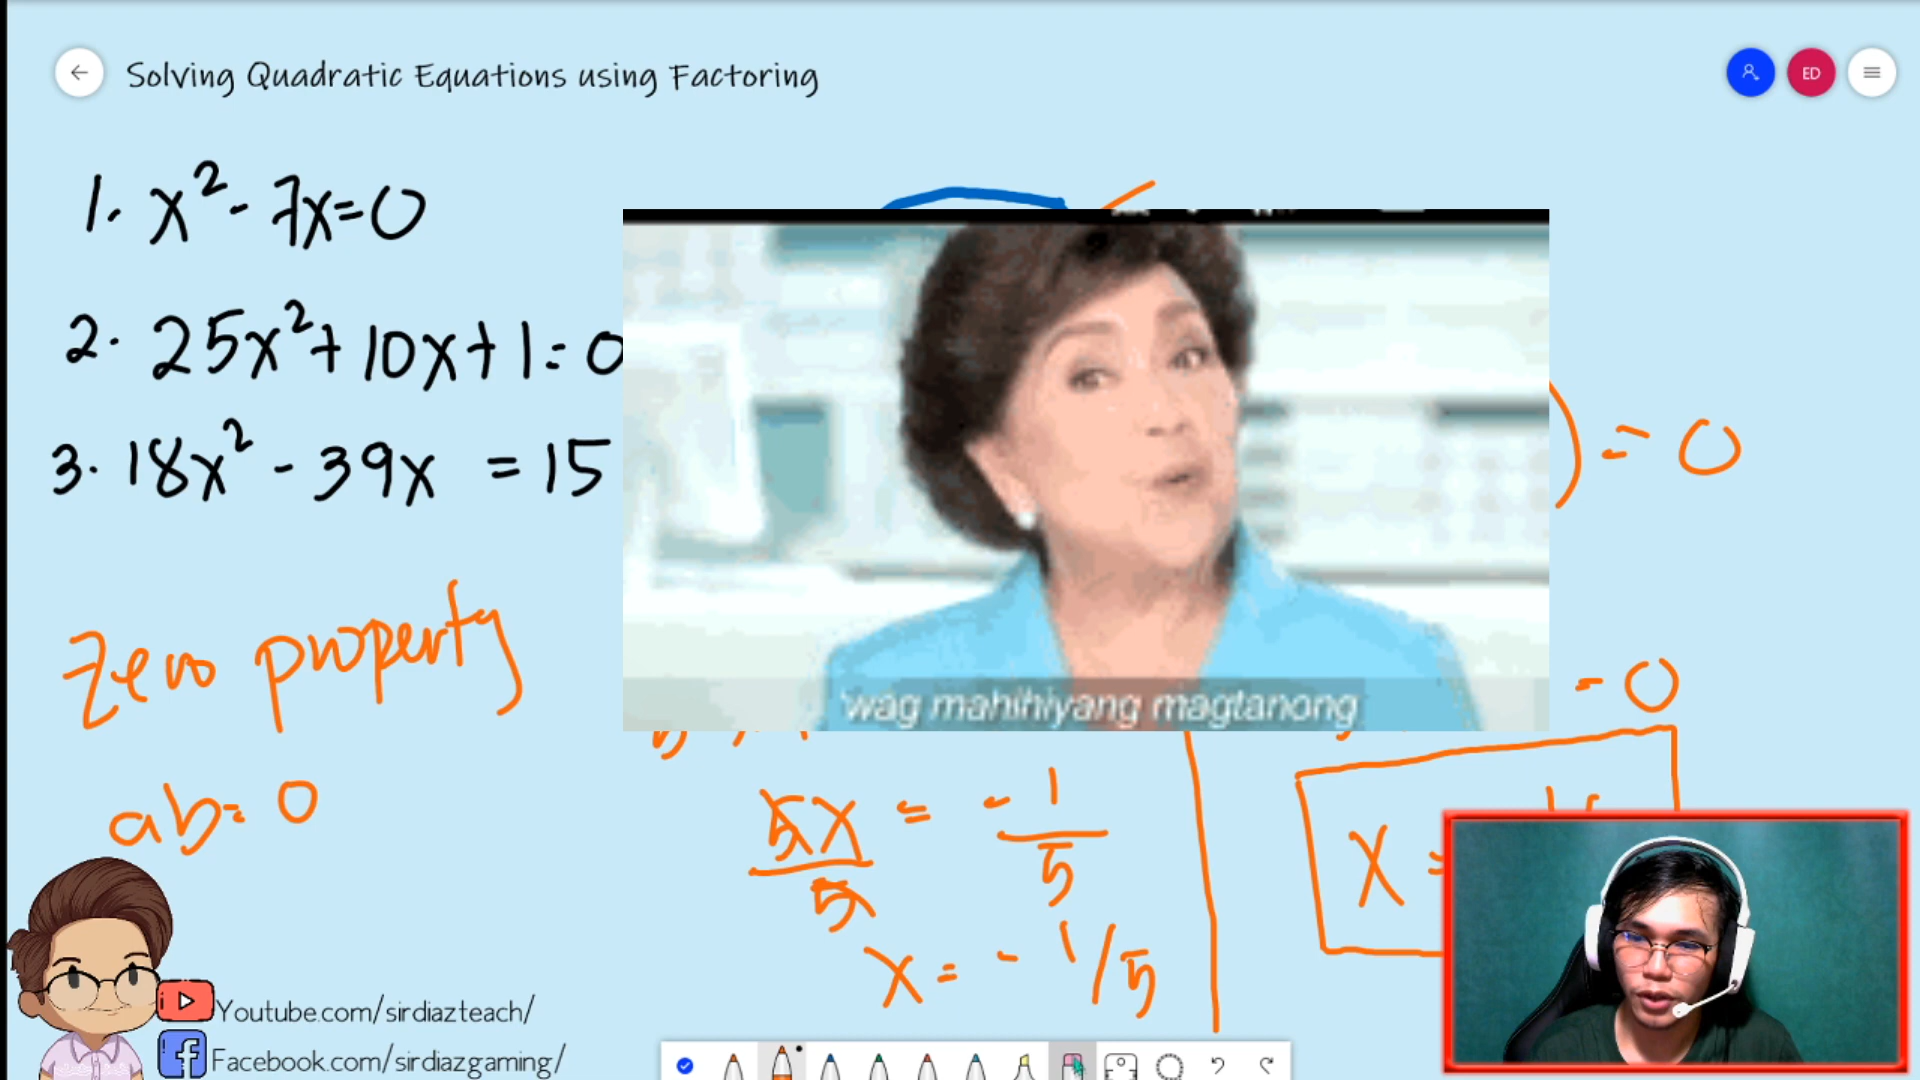 Solving Quadratic Equations using Factoring
ED
1. x² - 7x=0
2. 25x²+10x+1=0
3. 18x² - 39x = 15
) = 0
'wag mahihiyang magtanong
Zero property
= 0
ab= 0
5x = -1
5 5
x =
x = - 1/5
Youtube.com/sirdiazteach/
Facebook.com/sirdiazgaming/